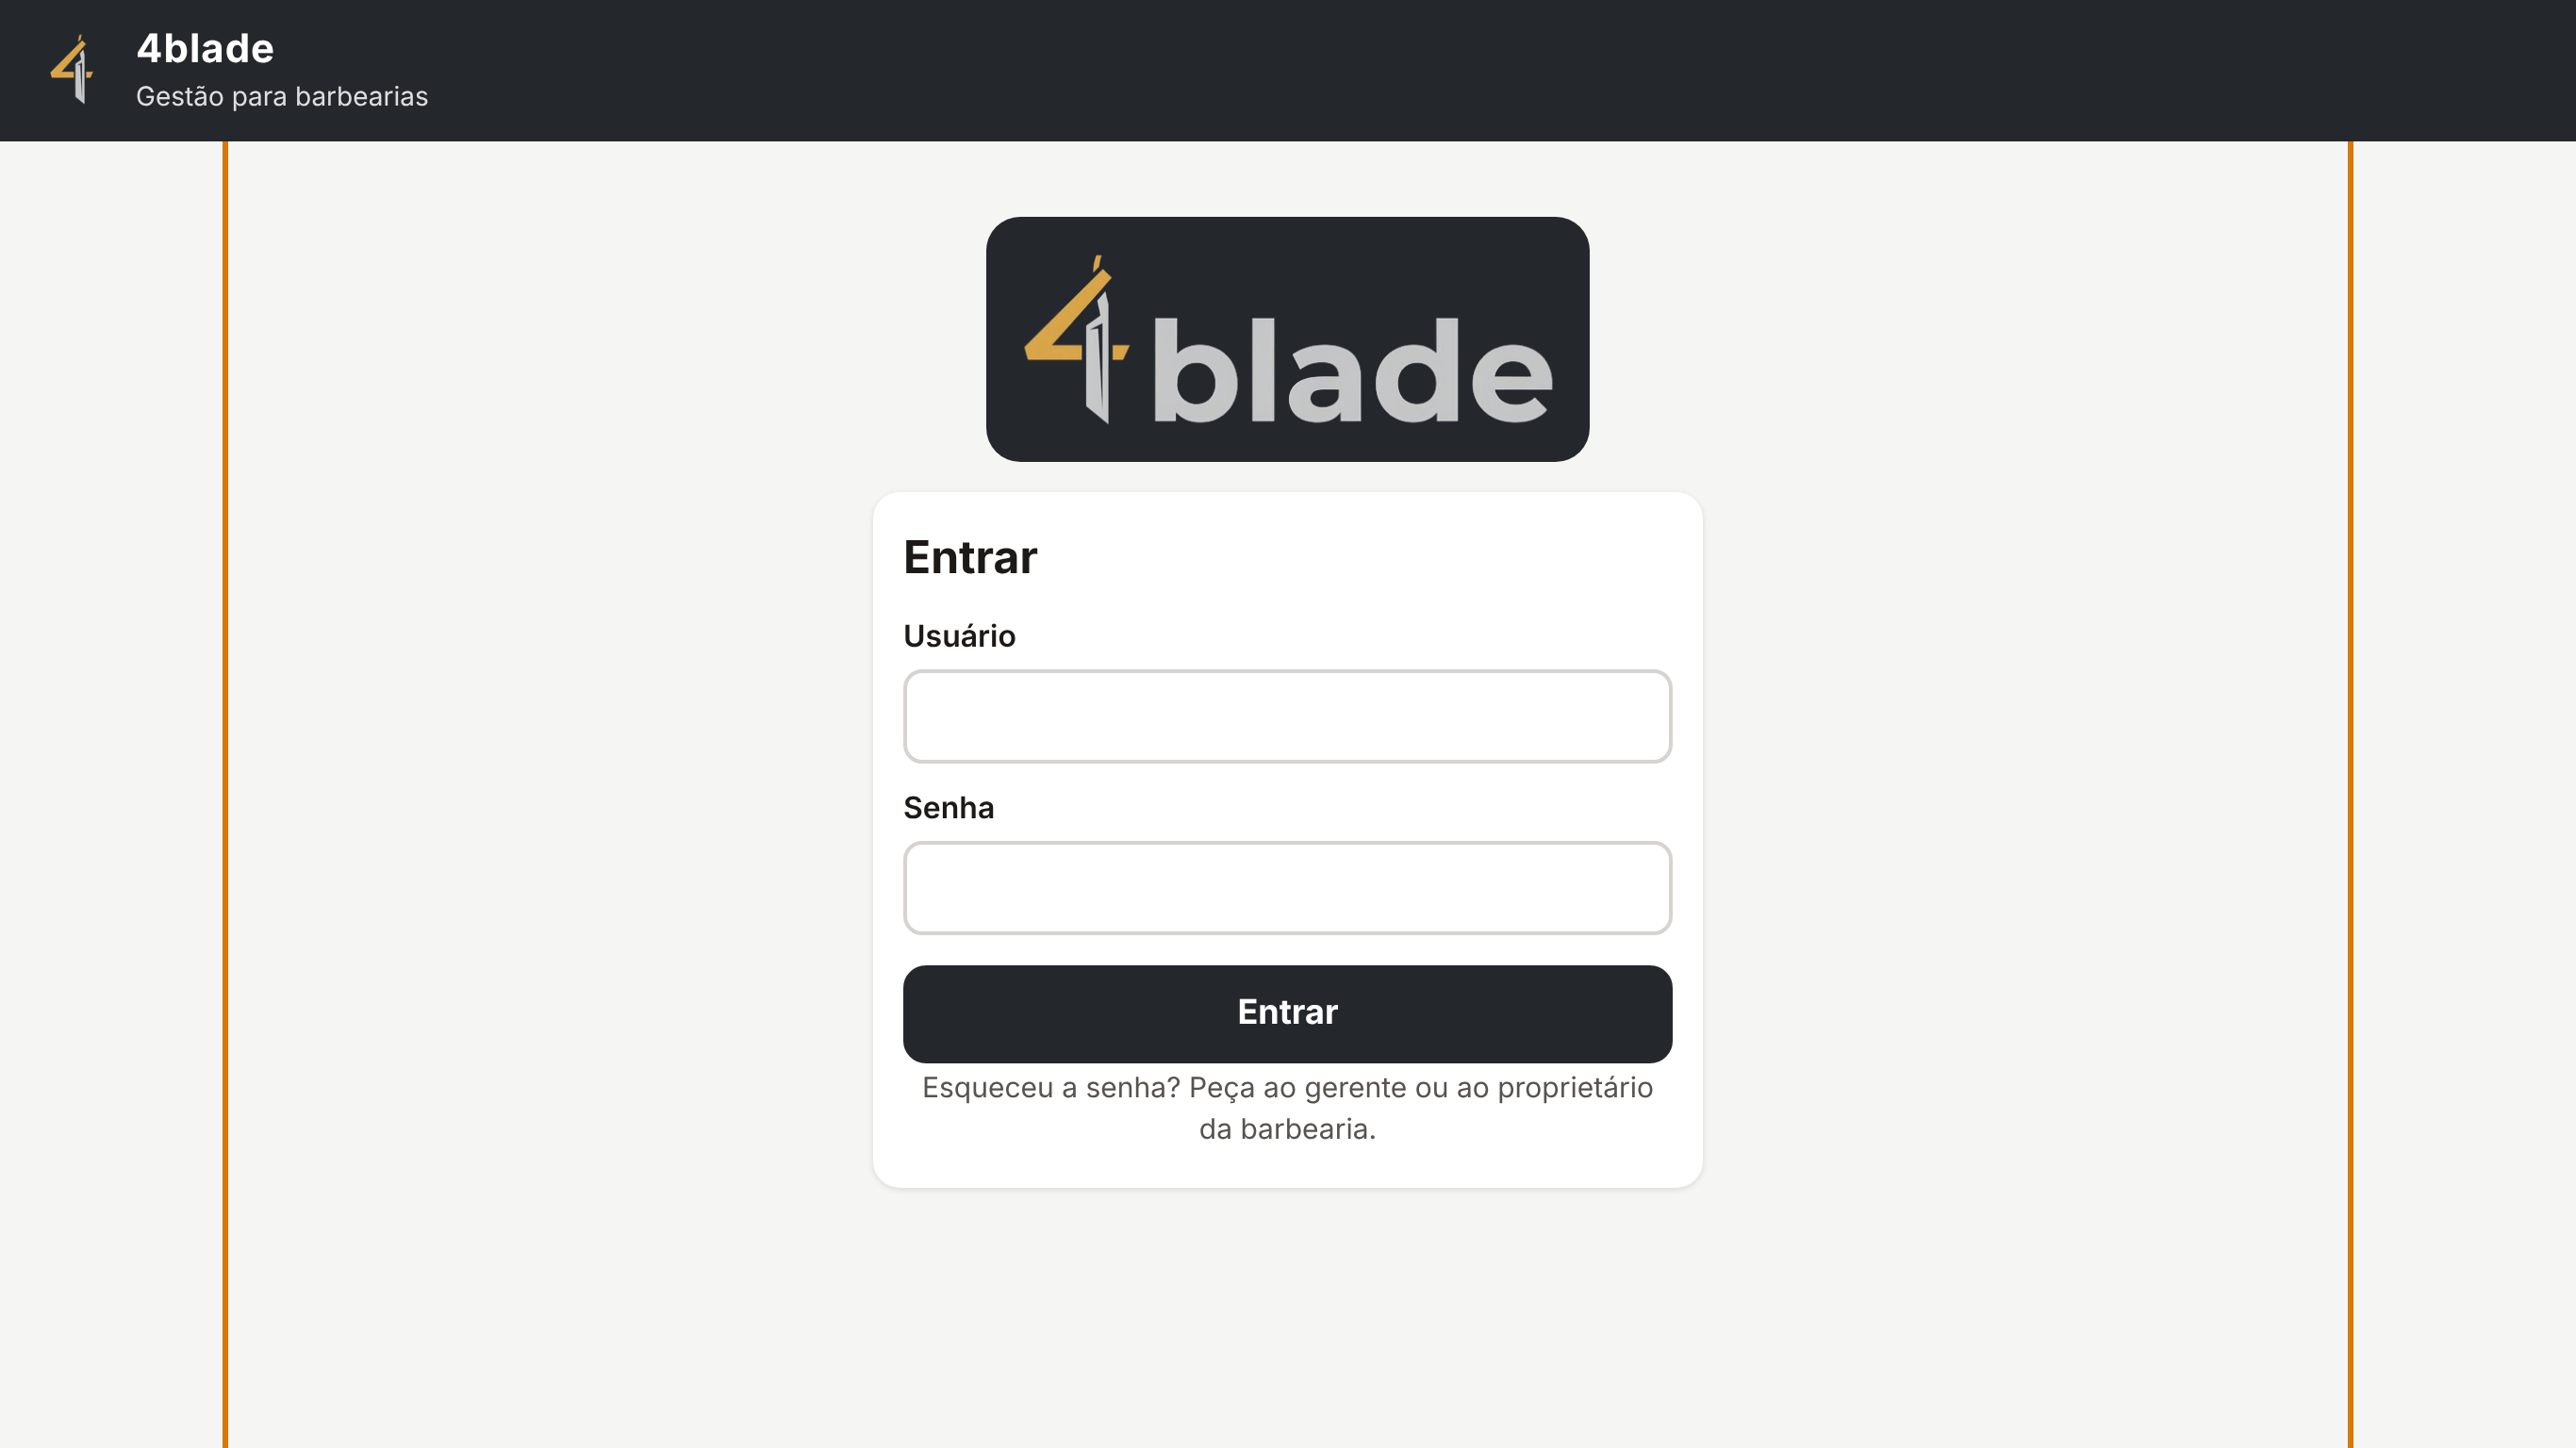 4blade
Gestão para barbearias
4blade
Entrar
Usuário
Senha
Entrar
Esqueceu a senha? Peça ao gerente ou ao proprietário
da barbearia.